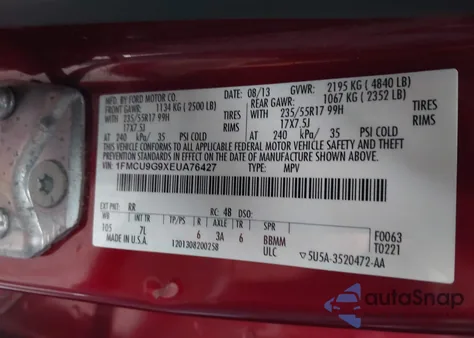 MFD. BY FORD MOTOR CO.
DATE: 08/13 GVWR: 2195 KG ( 4840 LB)
FRONT GAWR: 1134 KG ( 2500 LB) REAR GAWR: 1067 KG ( 2352 LB)
WITH 235/55R17 99H TIRES WITH 235/55R17 99H TIRES
17X7.5J RIMS 17X7.5J RIMS
AT 240 kPa/ 35 PSI COLD AT 240 kPa/ 35 PSI COLD
THIS VEHICLE CONFORMS TO ALL APPLICABLE FEDERAL MOTOR VEHICLE SAFETY AND THEFT PREVENTION STANDARDS IN EFFECT ON THE DATE OF MANUFACTURE SHOWN ABOVE.
VIN: 1FMCU9G9XEUA76427
TYPE: MPV
EXT PNT: RR RC: 48 DSO: F0063
WB INT TR TP/PS R AXLE TR SPR T0221
105 7L 6 3A 6 BBMM
MADE IN U.S.A. ULC
1201308200258 5U5A-3520472-AA
autoSnap